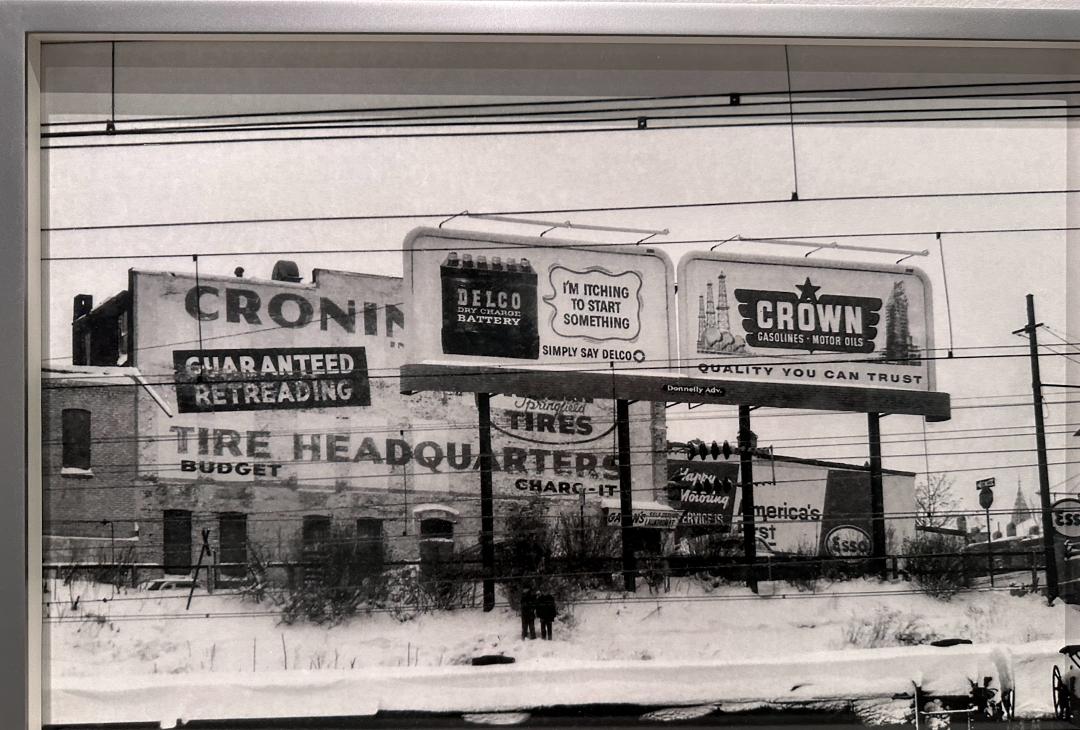 CRONIN
GUARANTEED
RETREADING
TIRE HEADQUARTERS
BUDGET
CHARG-IT
Springfield
TIRES
DELCO
DRY CHARGE
BATTERY
I'M ITCHING
TO START
SOMETHING
SIMPLY SAY DELCO
CROWN
GASOLINES · MOTOR OILS
QUALITY YOU CAN TRUST
Donnelly Adv.
Happy
Motoring
America's
Esso
Esso